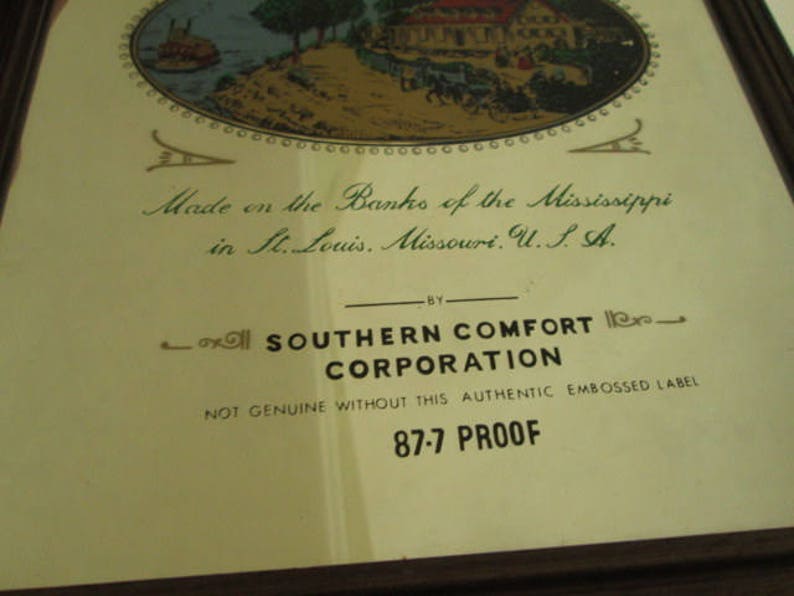 Made on the Banks of the Mississippi
in St. Louis. Missouri. U. S. A.
BY
SOUTHERN COMFORT
CORPORATION
NOT GENUINE WITHOUT THIS AUTHENTIC EMBOSSED LABEL
87·7 PROOF